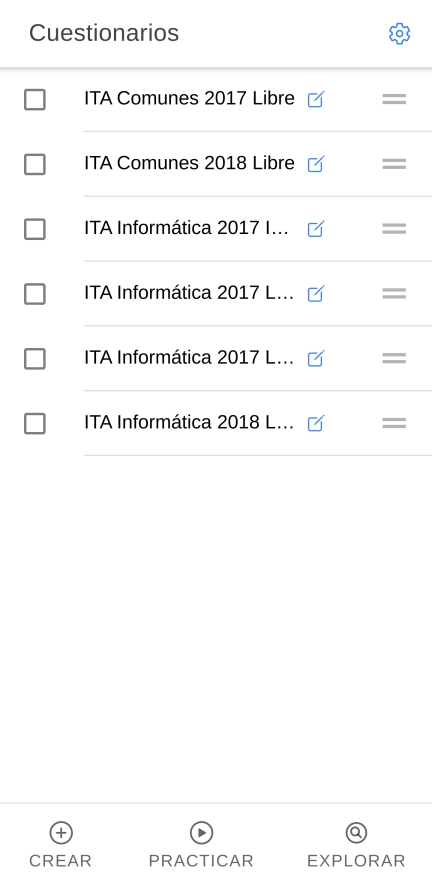 Cuestionarios
ITA Comunes 2017 Libre
ITA Comunes 2018 Libre
ITA Informática 2017 I…
ITA Informática 2017 L…
ITA Informática 2017 L…
ITA Informática 2018 L…
CREAR PRACTICAR EXPLORAR